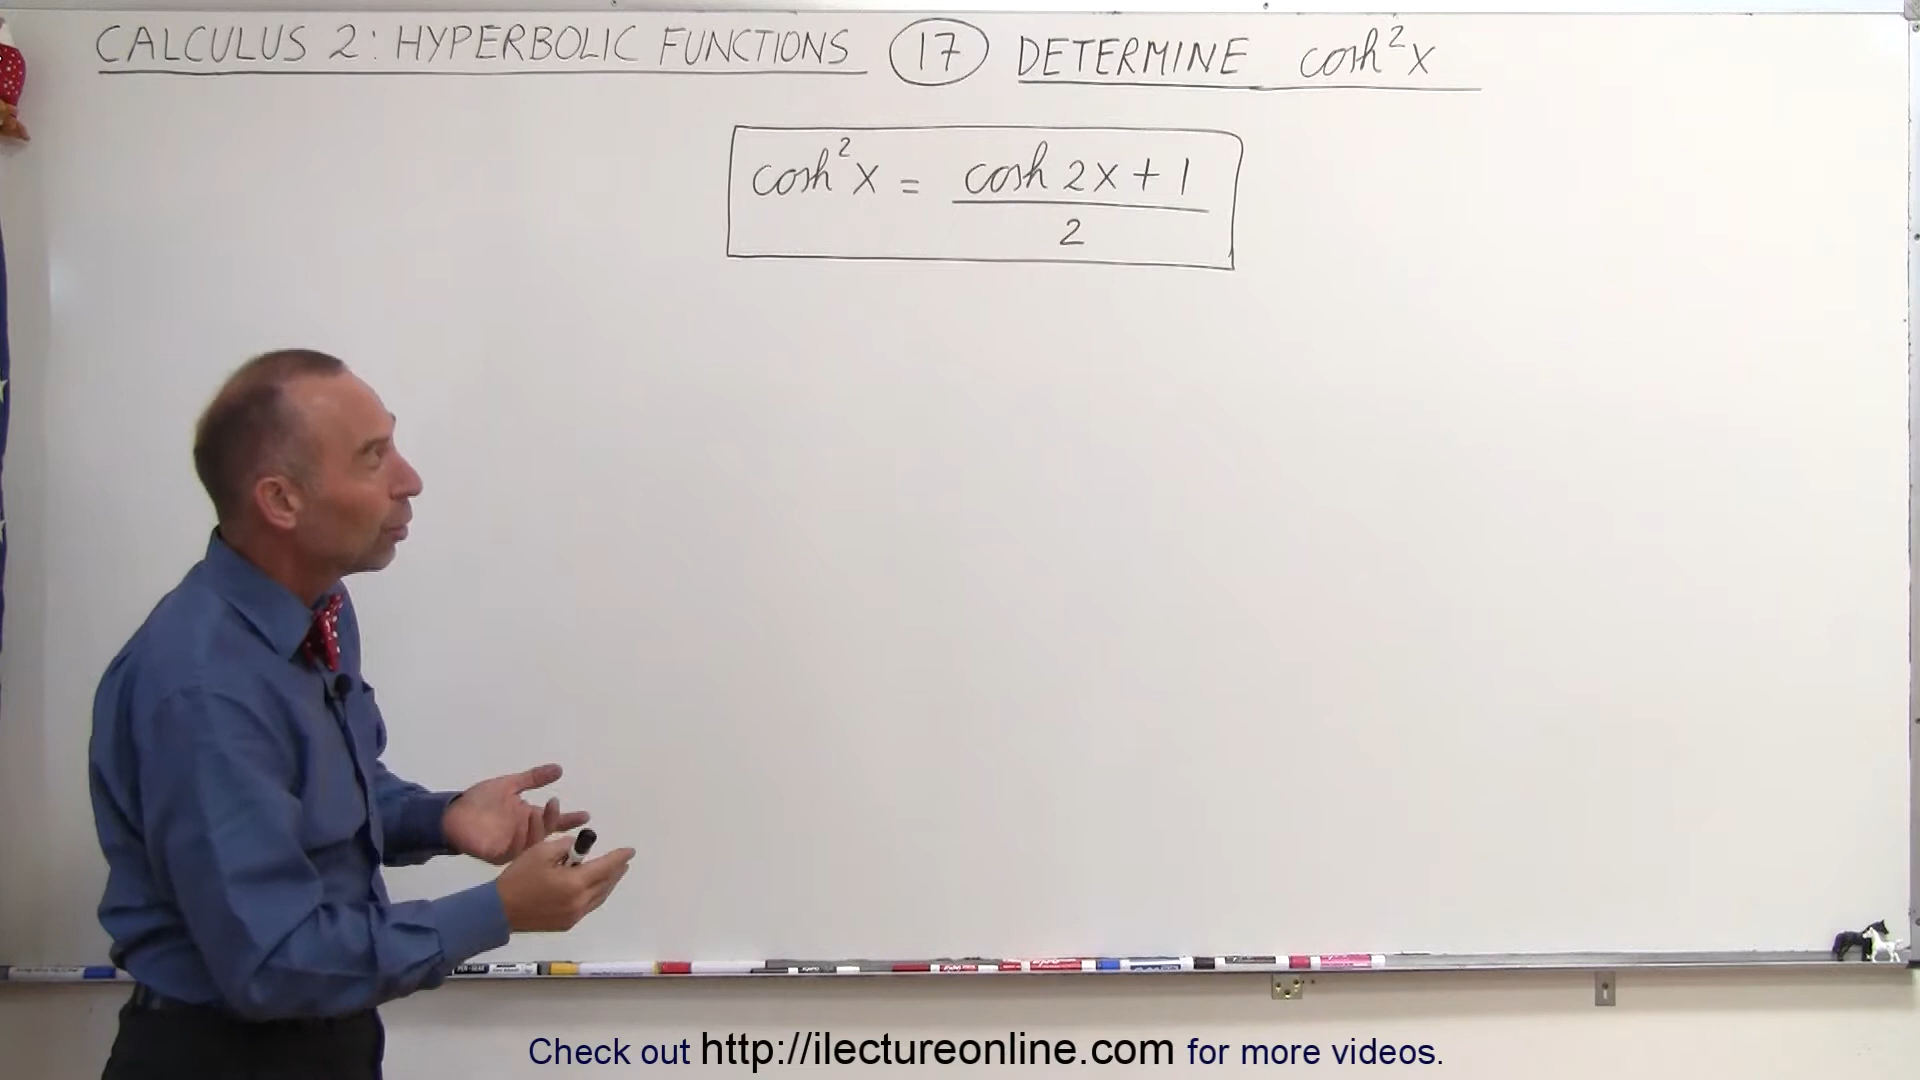 CALCULUS 2: HYPERBOLIC FUNCTIONS 17 DETERMINE cosh²x
cosh²x = cosh 2x + 1
2
Check out http://ilectureonline.com for more videos.